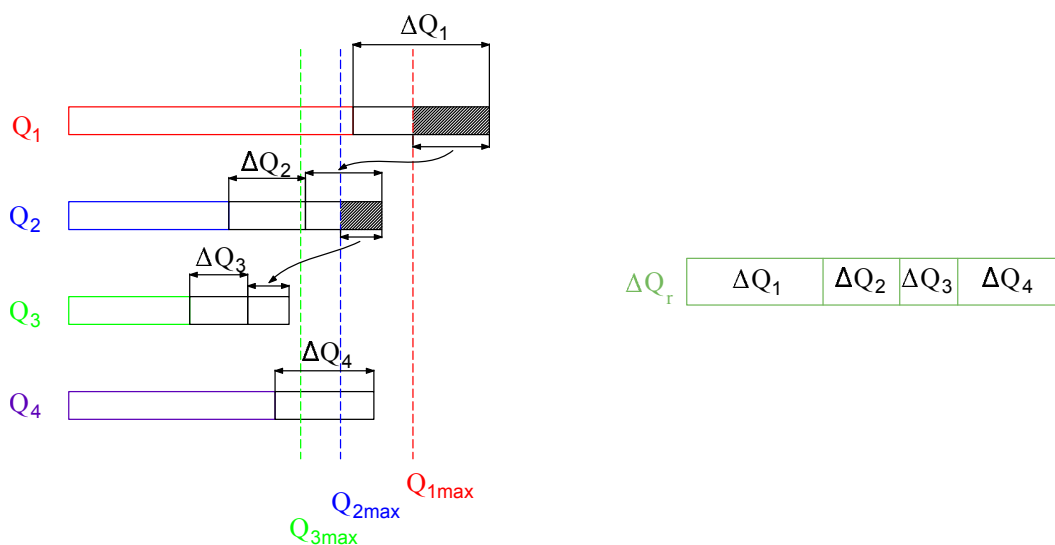 ΔQ₁
Q₁
ΔQ₂
Q₂
ΔQ₃
Q₃
ΔQ₄
Q₄
Q₁max
Q₂max
Q₃max
ΔQᵣ ΔQ₁ ΔQ₂ ΔQ₃ ΔQ₄